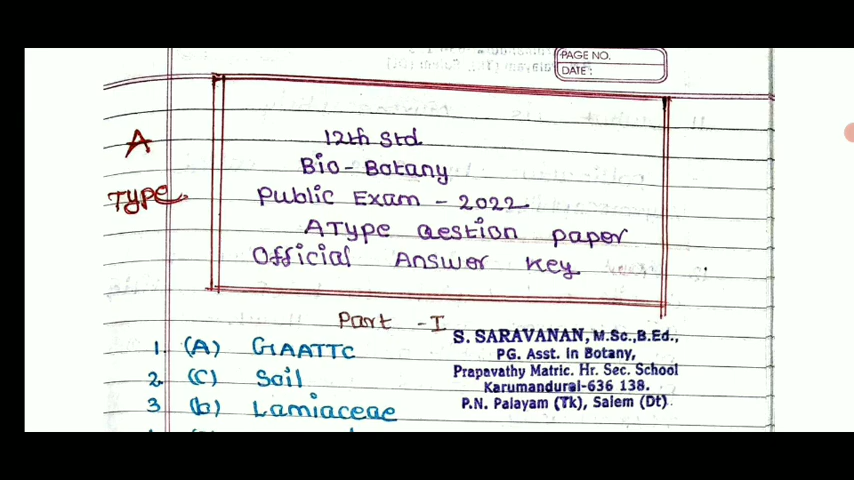 PAGE NO.
DATE:
A
Type
12th Std
Bio - Botany
Public Exam - 2022
A Type Qestion paper
Official Answer Key
Part - I
S. SARAVANAN, M.Sc.,B.Ed.,
PG. Asst. in Botany,
Prapavathy Matric. Hr. Sec. School
Karumandural-636 138.
P.N. Palayam (Tk), Salem (Dt)
1. (A) GAATTC
2. (C) Soil
3 (b) Lamiaceae